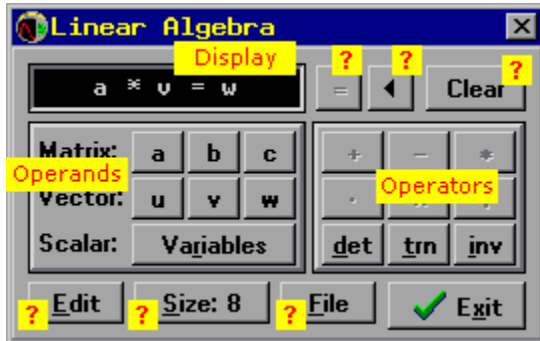 Linear Algebra
Display
a * v = w
=
?
?
Clear
?
Matrix: a b c
+ - *
Operands
Operators
Vector: u v w
Scalar: Variables
det trn inv
? Edit
? Size: 8
? File
Exit